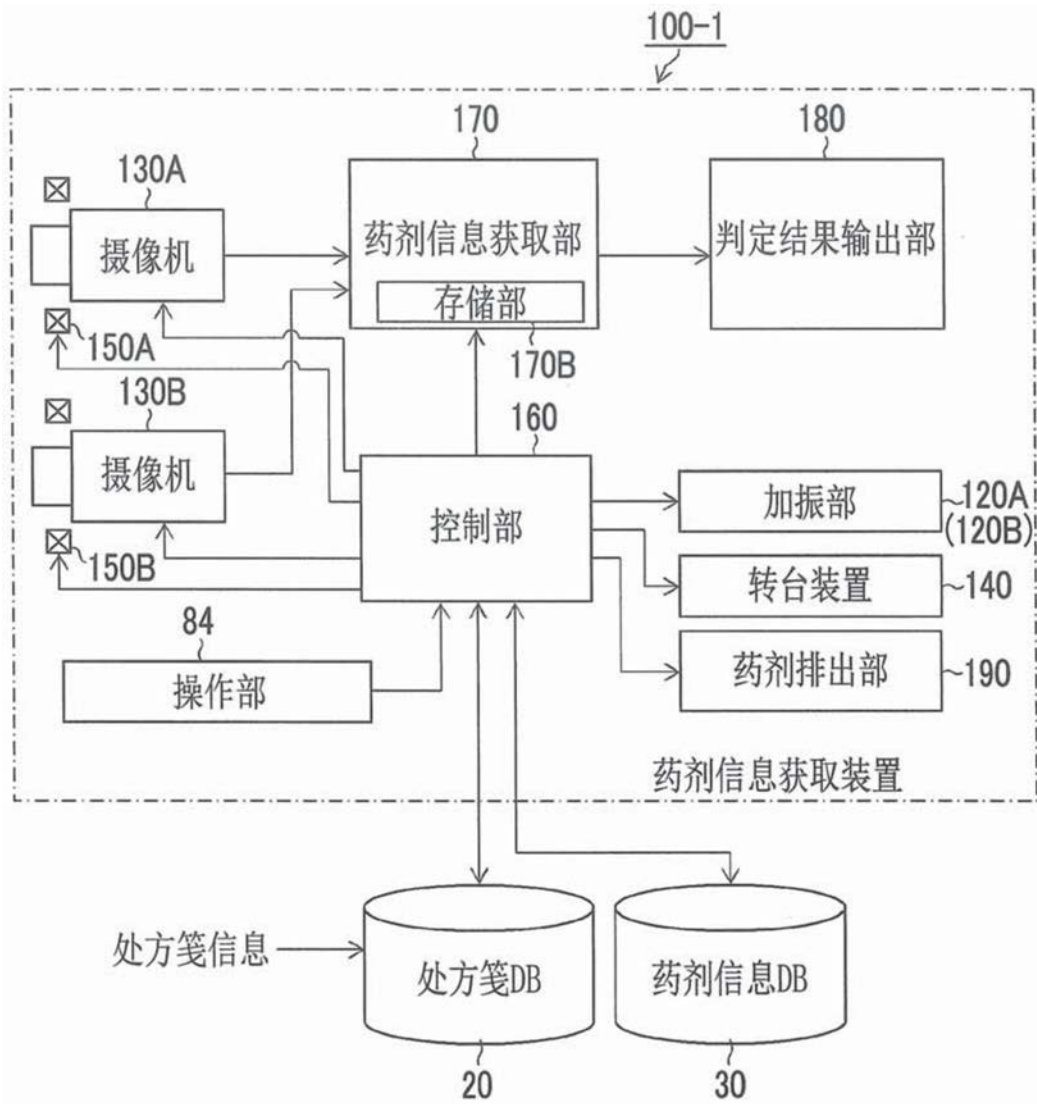 100-1
170
180
130A
摄像机
药剂信息获取部
存储部
判定结果输出部
150A
170B
130B
160
摄像机
控制部
加振部
120A
(120B)
150B
转台装置
140
84
操作部
药剂排出部
190
药剂信息获取装置
处方笺信息
处方笺DB
药剂信息DB
20
30